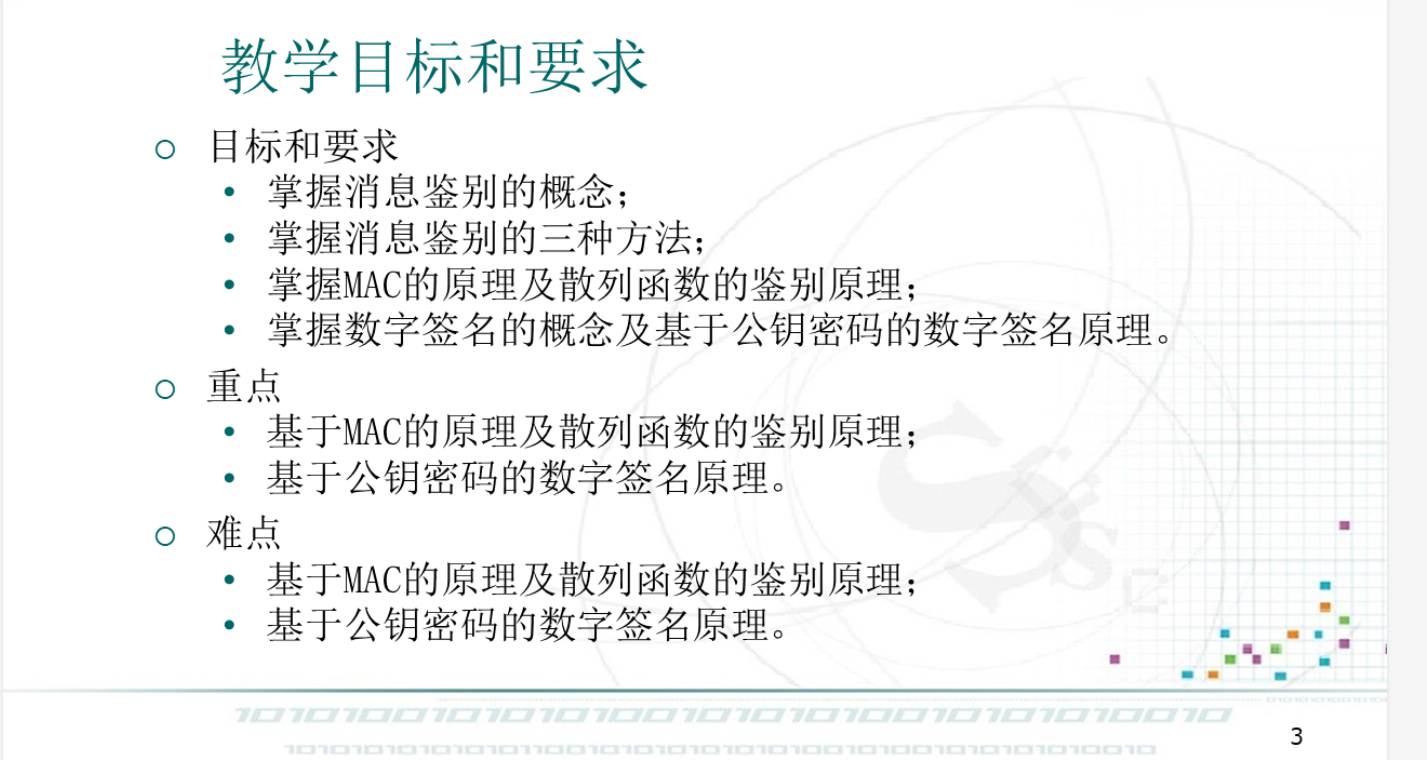 教学目标和要求
目标和要求
掌握消息鉴别的概念；
掌握消息鉴别的三种方法；
掌握MAC的原理及散列函数的鉴别原理；
掌握数字签名的概念及基于公钥密码的数字签名原理。
重点
基于MAC的原理及散列函数的鉴别原理；
基于公钥密码的数字签名原理。
难点
基于MAC的原理及散列函数的鉴别原理；
基于公钥密码的数字签名原理。
3